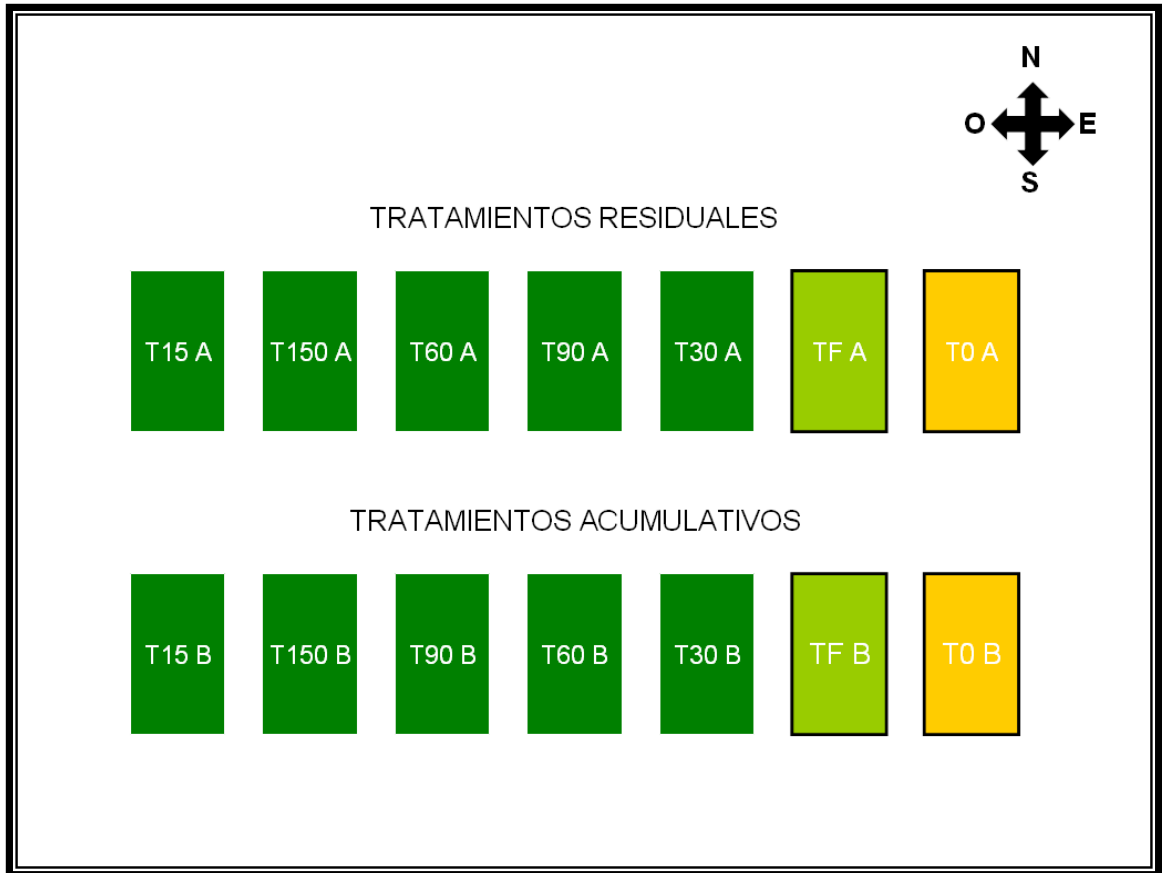 N
O E
S
TRATAMIENTOS RESIDUALES
T15 A T150 A T60 A T90 A T30 A TF A T0 A
TRATAMIENTOS ACUMULATIVOS
T15 B T150 B T90 B T60 B T30 B TF B T0 B